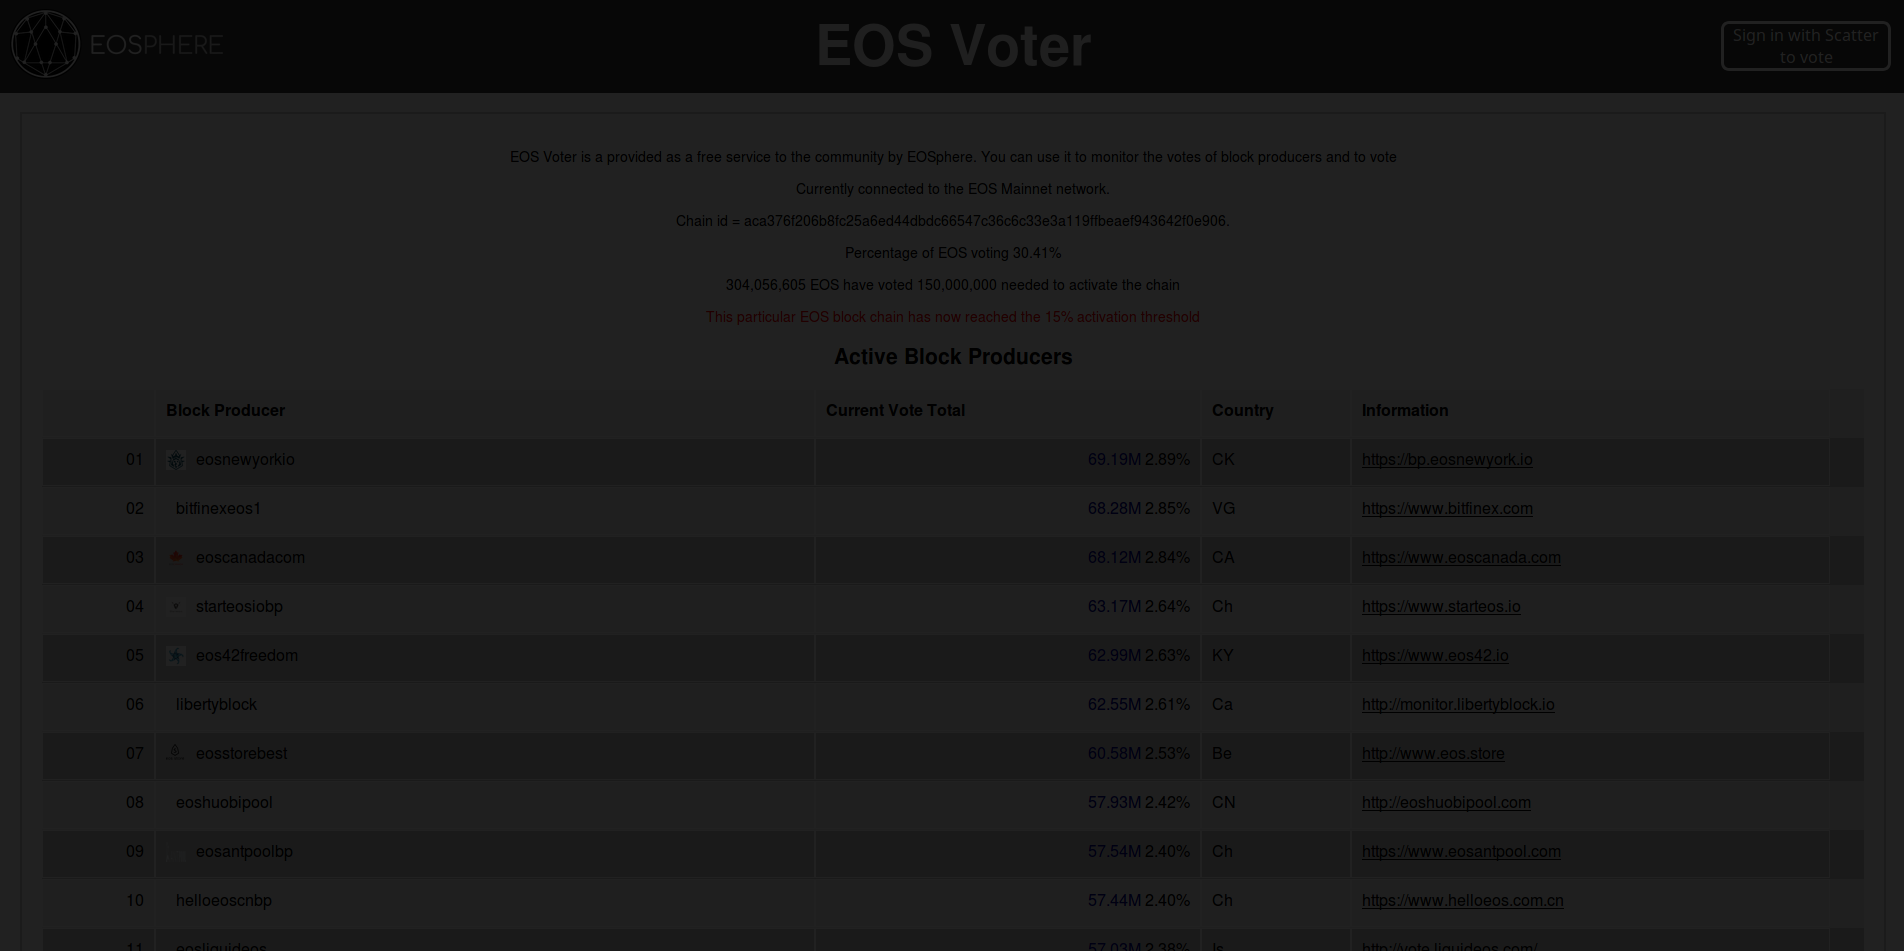 EOSPHERE
EOS Voter
Sign in with Scatter
to vote
EOS Voter is a provided as a free service to the community by EOSphere. You can use it to monitor the votes of block producers and to vote
Currently connected to the EOS Mainnet network.
Chain id = aca376f206b8fc25a6ed44dbdc66547c36c6c33e3a119ffbeaef943642f0e906.
Percentage of EOS voting 30.41%
304,056,605 EOS have voted 150,000,000 needed to activate the chain
This particular EOS block chain has now reached the 15% activation threshold
Active Block Producers
Block Producer Current Vote Total Country Information
01 eosnewyorkio 69.19M 2.89% CK https://bp.eosnewyork.io
02 bitfinexeos1 68.28M 2.85% VG https://www.bitfinex.com
03 eoscanadacom 68.12M 2.84% CA https://www.eoscanada.com
04 starteosiobp 63.17M 2.64% Ch https://www.starteos.io
05 eos42freedom 62.99M 2.63% KY https://www.eos42.io
06 libertyblock 62.55M 2.61% Ca http://monitor.libertyblock.io
07 eosstorebest 60.58M 2.53% Be http://www.eos.store
08 eoshuobipool 57.93M 2.42% CN http://eoshuobipool.com
09 eosantpoolbp 57.54M 2.40% Ch https://www.eosantpool.com
10 helloeoscnbp 57.44M 2.40% Ch https://www.helloeos.com.cn
11 eosliquideos 57.03M 2.38% Is http://vote.liquideos.com/